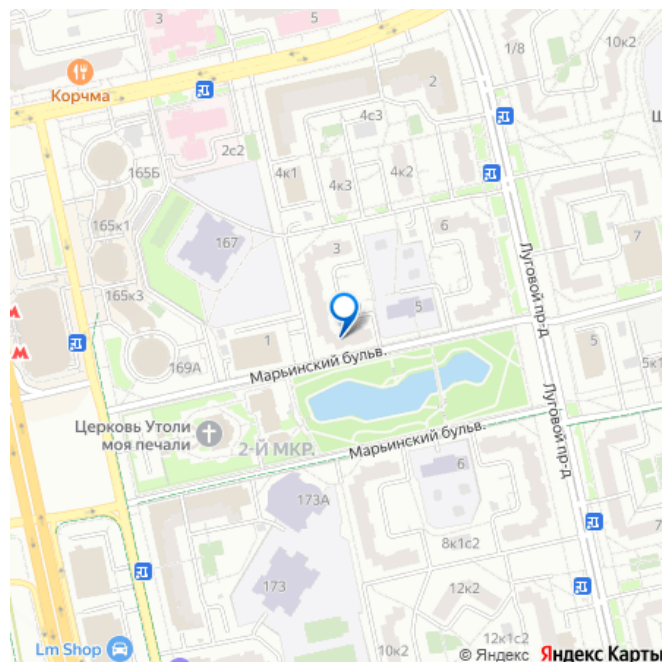 3
5
10к2
1/8
Корчма
2
4с3
Ш
2с2
165Б
4к1
4к3
4к2
165к1
167
3
6
7
Луговой пр-д
165к3
5
М
М
1
169А
Марьинский бульв.
5
5к1
Церковь Утоли
моя печали
2-Й МКР.
Марьинский бульв.
Луговой пр-д
6
173А
8к1с2
7
173
12к2
Lm Shop
10к2
12к1с2
© Яндекс Яндекс Карты